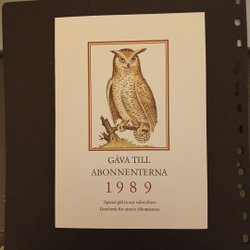 GÅVA TILL
ABONNENTERNA
1989
Special gift to our subscribers
Geschenk für unsere Abonnenten